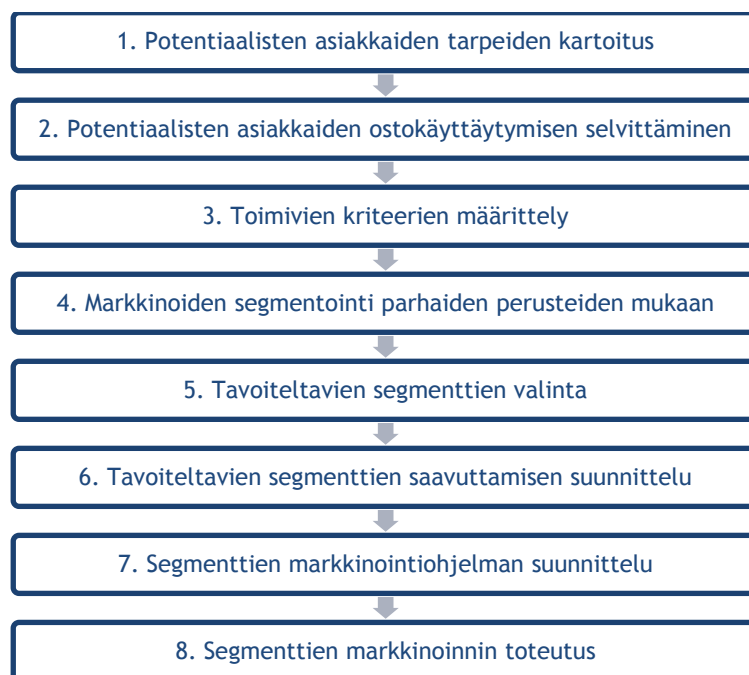 1. Potentiaalisten asiakkaiden tarpeiden kartoitus
2. Potentiaalisten asiakkaiden ostokäyttäytymisen selvittäminen
3. Toimivien kriteerien määrittely
4. Markkinoiden segmentointi parhaiden perusteiden mukaan
5. Tavoiteltavien segmenttien valinta
6. Tavoiteltavien segmenttien saavuttamisen suunnittelu
7. Segmenttien markkinointiohjelman suunnittelu
8. Segmenttien markkinoinnin toteutus